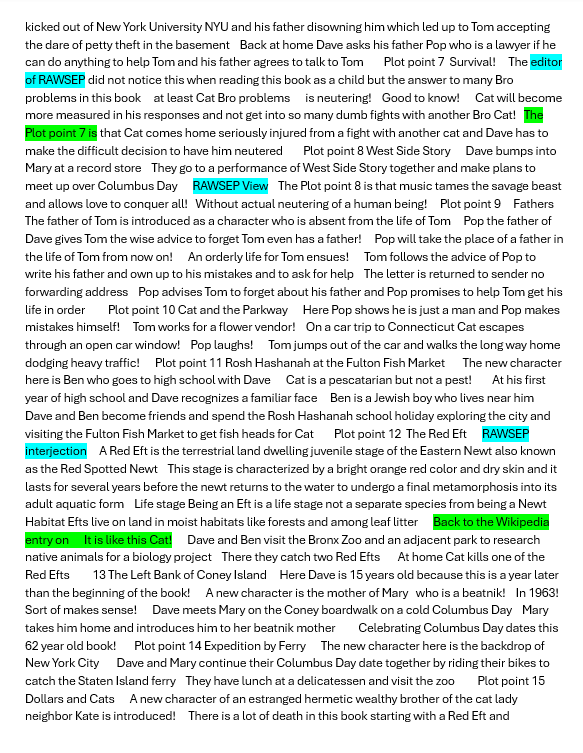 kicked out of New York University NYU and his father disowning him which led up to Tom accepting
the dare of petty theft in the basement Back at home Dave asks his father Pop who is a lawyer if he
can do anything to help Tom and his father agrees to talk to Tom Plot point 7 Survival! The editor
of RAWSEP did not notice this when reading this book as a child but the answer to many Bro
problems in this book at least Cat Bro problems is neutering! Good to know! Cat will become
more measured in his responses and not get into so many dumb fights with another Bro Cat! The
Plot point 7 is that Cat comes home seriously injured from a fight with another cat and Dave has to
make the difficult decision to have him neutered Plot point 8 West Side Story Dave bumps into
Mary at a record store They go to a performance of West Side Story together and make plans to
meet up over Columbus Day RAWSEP View The Plot point 8 is that music tames the savage beast
and allows love to conquer all! Without actual neutering of a human being! Plot point 9 Fathers
The father of Tom is introduced as a character who is absent from the life of Tom Pop the father of
Dave gives Tom the wise advice to forget Tom even has a father! Pop will take the place of a father in
the life of Tom from now on! An orderly life for Tom ensues! Tom follows the advice of Pop to
write his father and own up to his mistakes and to ask for help The letter is returned to sender no
forwarding address Pop advises Tom to forget about his father and Pop promises to help Tom get his
life in order Plot point 10 Cat and the Parkway Here Pop shows he is just a man and Pop makes
mistakes himself! Tom works for a flower vendor! On a car trip to Connecticut Cat escapes
through an open car window! Pop laughs! Tom jumps out of the car and walks the long way home
dodging heavy traffic! Plot point 11 Rosh Hashanah at the Fulton Fish Market The new character
here is Ben who goes to high school with Dave Cat is a pescatarian but not a pest! At his first
year of high school and Dave recognizes a familiar face Ben is a Jewish boy who lives near him
Dave and Ben become friends and spend the Rosh Hashanah school holiday exploring the city and
visiting the Fulton Fish Market to get fish heads for Cat Plot point 12 The Red Eft RAWSEP
interjection A Red Eft is the terrestrial land dwelling juvenile stage of the Eastern Newt also known
as the Red Spotted Newt This stage is characterized by a bright orange red color and dry skin and it
lasts for several years before the newt returns to the water to undergo a final metamorphosis into its
adult aquatic form Life stage Being an Eft is a life stage not a separate species from being a Newt
Habitat Efts live on land in moist habitats like forests and among leaf litter Back to the Wikipedia
entry on It is like this Cat! Dave and Ben visit the Bronx Zoo and an adjacent park to research
native animals for a biology project There they catch two Red Efts At home Cat kills one of the
Red Efts 13 The Left Bank of Coney Island Here Dave is 15 years old because this is a year later
than the beginning of the book! A new character is the mother of Mary who is a beatnik! In 1963!
Sort of makes sense! Dave meets Mary on the Coney boardwalk on a cold Columbus Day Mary
takes him home and introduces him to her beatnik mother Celebrating Columbus Day dates this
62 year old book! Plot point 14 Expedition by Ferry The new character here is the backdrop of
New York City Dave and Mary continue their Columbus Day date together by riding their bikes to
catch the Staten Island ferry They have lunch at a delicatessen and visit the zoo Plot point 15
Dollars and Cats A new character of an estranged hermetic wealthy brother of the cat lady
neighbor Kate is introduced! There is a lot of death in this book starting with a Red Eft and